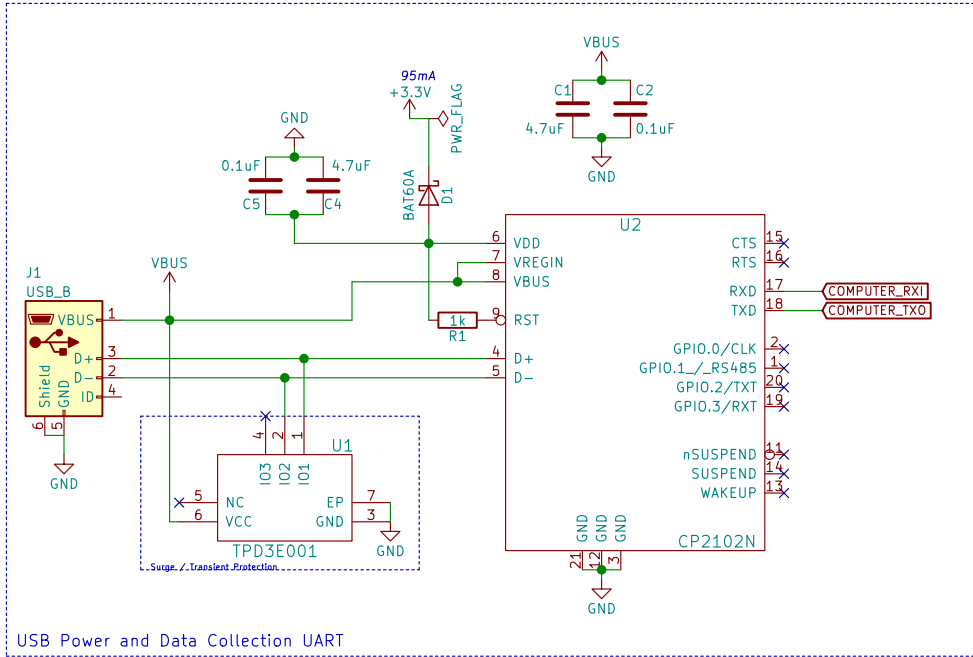 VBUS
C1
C2
4.7uF
0.1uF
GND
95mA
+3.3V
PWR_FLAG
GND
0.1uF
4.7uF
C5
C4
BAT60A
D1
U2
6
VDD
7
VREGIN
8
VBUS
9
RST
4
D+
5
D−
CTS
15
RTS
16
RXD
17
COMPUTER_RXI
TXD
18
COMPUTER_TXO
GPIO.0/CLK
2
GPIO.1_/_RS485
1
GPIO.2/TXT
20
GPIO.3/RXT
19
nSUSPEND
11
SUSPEND
14
WAKEUP
13
GND
GND
GND
CP2102N
21
12
3
GND
1k
R1
VBUS
J1
USB_B
VBUS
1
D+
3
D−
2
ID
4
Shield
GND
6
5
GND
4
2
1
U1
IO3
IO2
IO1
5
NC
EP
7
6
VCC
GND
3
TPD3E001
GND
Surge / Transient Protection
USB Power and Data Collection UART